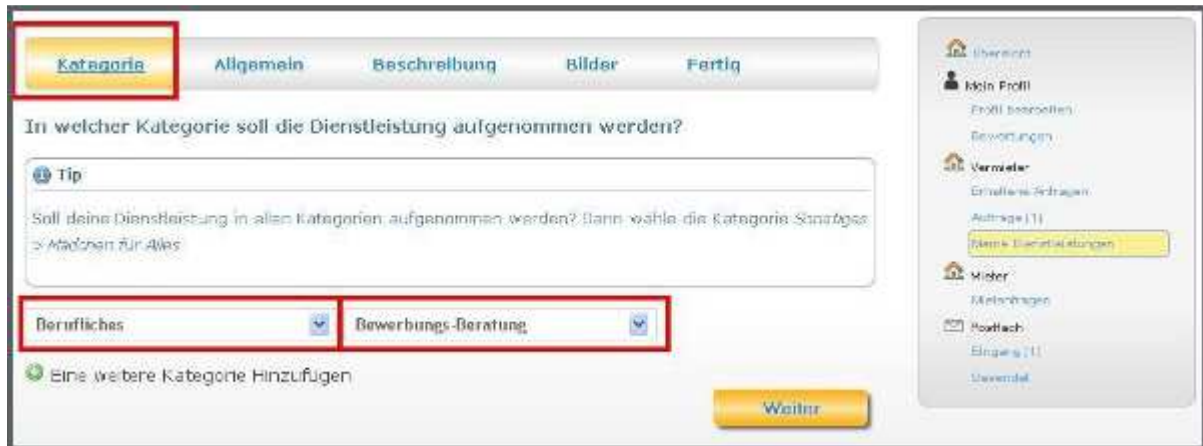 Kategorie Allgemein Beschreibung Bilder Fertig
In welcher Kategorie soll die Dienstleistung aufgenommen werden?
Tip
Soll deine Dienstleistung in allen Kategorien aufgenommen werden? Dann wähle die Kategorie Sonstiges
> Mädchen für Alles
Berufliches Bewerbungs-Beratung
Eine weitere Kategorie Hinzufügen
Weiter
Übersicht
Mein Profil
Profil bearbeiten
Bewertungen
Vermieter
Erhaltene Anfragen
Aufträge (1)
Meine Dienstleistungen
Mieter
Mietanfragen
Postfach
Eingang (1)